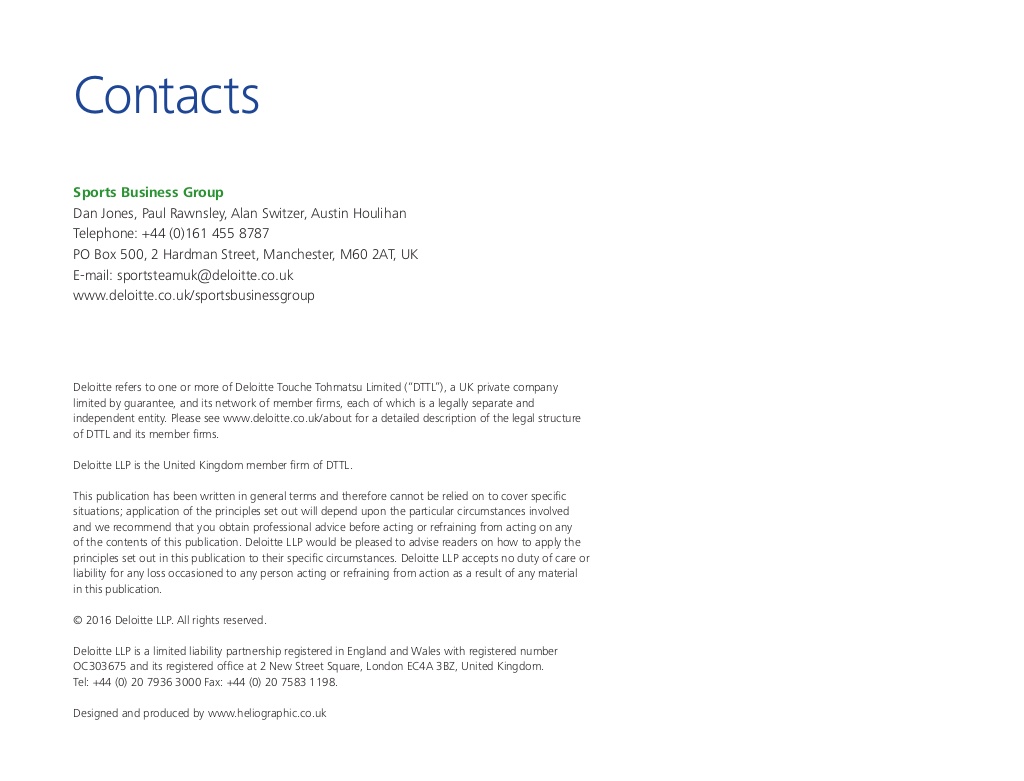 Contacts
Sports Business Group
Dan Jones, Paul Rawnsley, Alan Switzer, Austin Houlihan
Telephone: +44 (0)161 455 8787
PO Box 500, 2 Hardman Street, Manchester, M60 2AT, UK
E-mail: sportsteamuk@deloitte.co.uk
www.deloitte.co.uk/sportsbusinessgroup
Deloitte refers to one or more of Deloitte Touche Tohmatsu Limited (“DTTL”), a UK private company
limited by guarantee, and its network of member firms, each of which is a legally separate and
independent entity. Please see www.deloitte.co.uk/about for a detailed description of the legal structure
of DTTL and its member firms.
Deloitte LLP is the United Kingdom member firm of DTTL.
This publication has been written in general terms and therefore cannot be relied on to cover specific
situations; application of the principles set out will depend upon the particular circumstances involved
and we recommend that you obtain professional advice before acting or refraining from acting on any
of the contents of this publication. Deloitte LLP would be pleased to advise readers on how to apply the
principles set out in this publication to their specific circumstances. Deloitte LLP accepts no duty of care or
liability for any loss occasioned to any person acting or refraining from action as a result of any material
in this publication.
© 2016 Deloitte LLP. All rights reserved.
Deloitte LLP is a limited liability partnership registered in England and Wales with registered number
OC303675 and its registered office at 2 New Street Square, London EC4A 3BZ, United Kingdom.
Tel: +44 (0) 20 7936 3000 Fax: +44 (0) 20 7583 1198.
Designed and produced by www.heliographic.co.uk